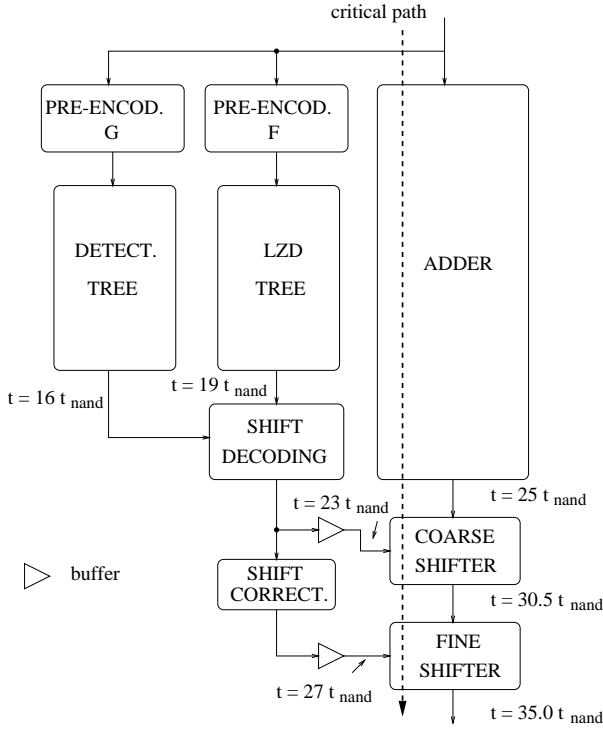 critical path
PRE-ENCOD.
G
PRE-ENCOD.
F
DETECT.
TREE
LZD
TREE
ADDER
t = 16 t nand
t = 19 t nand
SHIFT
DECODING
t = 25 t nand
t = 23 t nand
COARSE
SHIFTER
buffer
SHIFT
CORRECT.
t = 30.5 t nand
FINE
SHIFTER
t = 27 t nand
t = 35.0 t nand